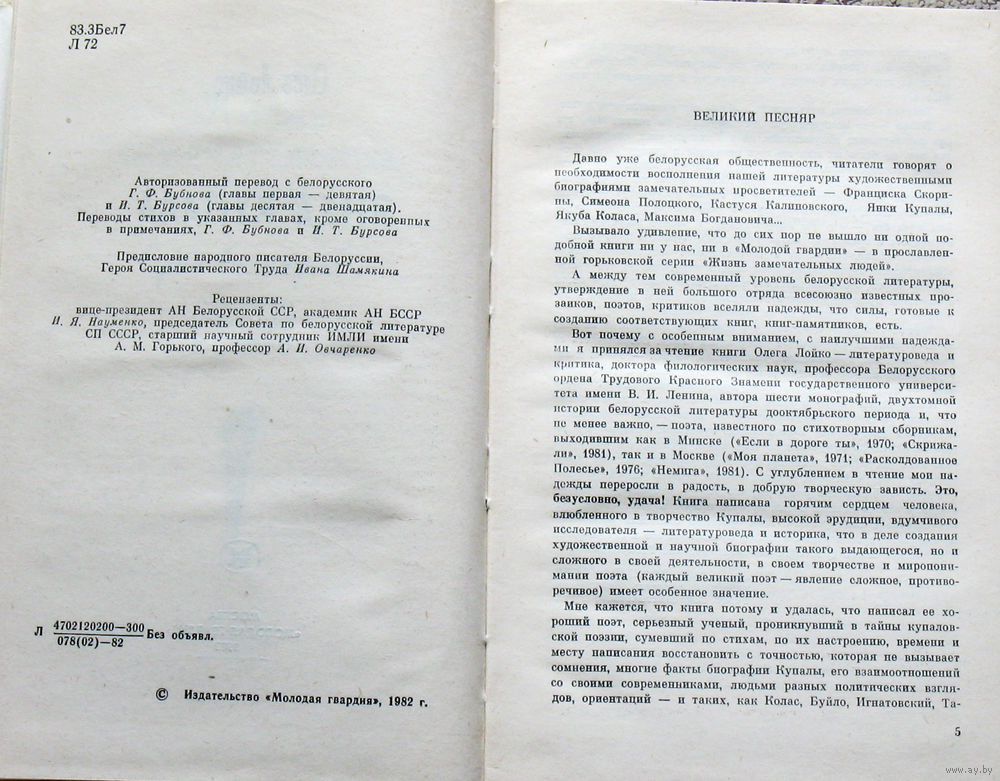 83.3Бел7
Л 72
Авторизованный перевод с белорусского
Г. Ф. Бубнова (главы первая — девятая)
и И. Т. Бурсова (главы десятая — двенадцатая).
Переводы стихов в указанных главах, кроме оговоренных
в примечаниях, Г. Ф. Бубнова и И. Т. Бурсова
Предисловие народного писателя Белоруссии,
Героя Социалистического Труда Ивана Шамякина
Рецензенты:
вице-президент АН Белорусской ССР, академик АН БССР
И. Я. Науменко, председатель Совета по белорусской литературе
СП СССР, старший научный сотрудник ИМЛИ имени
А. М. Горького, профессор А. И. Овчаренко
Л 4702120200—300 Без объявл.
078(02)—82
© Издательство «Молодая гвардия», 1982 г.
ВЕЛИКИЙ ПЕСНЯР
Давно уже белорусская общественность, читатели говорят о
необходимости восполнения нашей литературы художественными
биографиями замечательных просветителей — Франциска Скори-
ны, Симеона Полоцкого, Кастуся Калиновского, Янки Купалы,
Якуба Коласа, Максима Богдановича...
Вызывало удивление, что до сих пор не вышло ни одной по-
добной книги ни у нас, ни в «Молодой гвардии» — в прославлен-
ной горьковской серии «Жизнь замечательных людей».
А между тем современный уровень белорусской литературы,
утверждение в ней большого отряда всесоюзно известных про-
заиков, поэтов, критиков вселяли надежды, что силы, готовые к
созданию соответствующих книг, книг-памятников, есть.
Вот почему с особенным вниманием, с наилучшими надежда-
ми я принялся за чтение книги Олега Лойко — литературоведа и
критика, доктора филологических наук, профессора Белорусского
ордена Трудового Красного Знамени государственного универси-
тета имени В. И. Ленина, автора шести монографий, двухтомной
истории белорусской литературы дооктябрьского периода и, что
не менее важно, — поэта, известного по стихотворным сборникам,
выходившим как в Минске («Если в дороге ты», 1970; «Скрижа-
ли», 1981), так и в Москве («Моя планета», 1971; «Расколдованное
Полесье», 1976; «Немига», 1981). С углублением в чтение мои на-
дежды переросли в радость, в добрую творческую зависть. Это,
безусловно, удача! Книга написана горячим сердцем человека,
влюбленного в творчество Купалы, высокой эрудиции, вдумчивого
исследователя — литературоведа и историка, что в деле создания
художественной и научной биографии такого выдающегося, но и
сложного в своей деятельности, в своем творчестве и миропони-
мании поэта (каждый великий поэт — явление сложное, противо-
речивое) имеет особенное значение.
Мне кажется, что книга потому и удалась, что написал ее хо-
роший поэт, серьезный ученый, проникнувший в тайны купалов-
ской поэзии, сумевший по стихам, по их настроению, времени и
месту написания восстановить с точностью, которая не вызывает
сомнения, многие факты биографии Купалы, его взаимоотношений
со своими современниками, людьми разных политических взгля-
дов, ориентаций — и таких, как Колас, Буйло, Игнатовский, Та-
5
www.ay.by